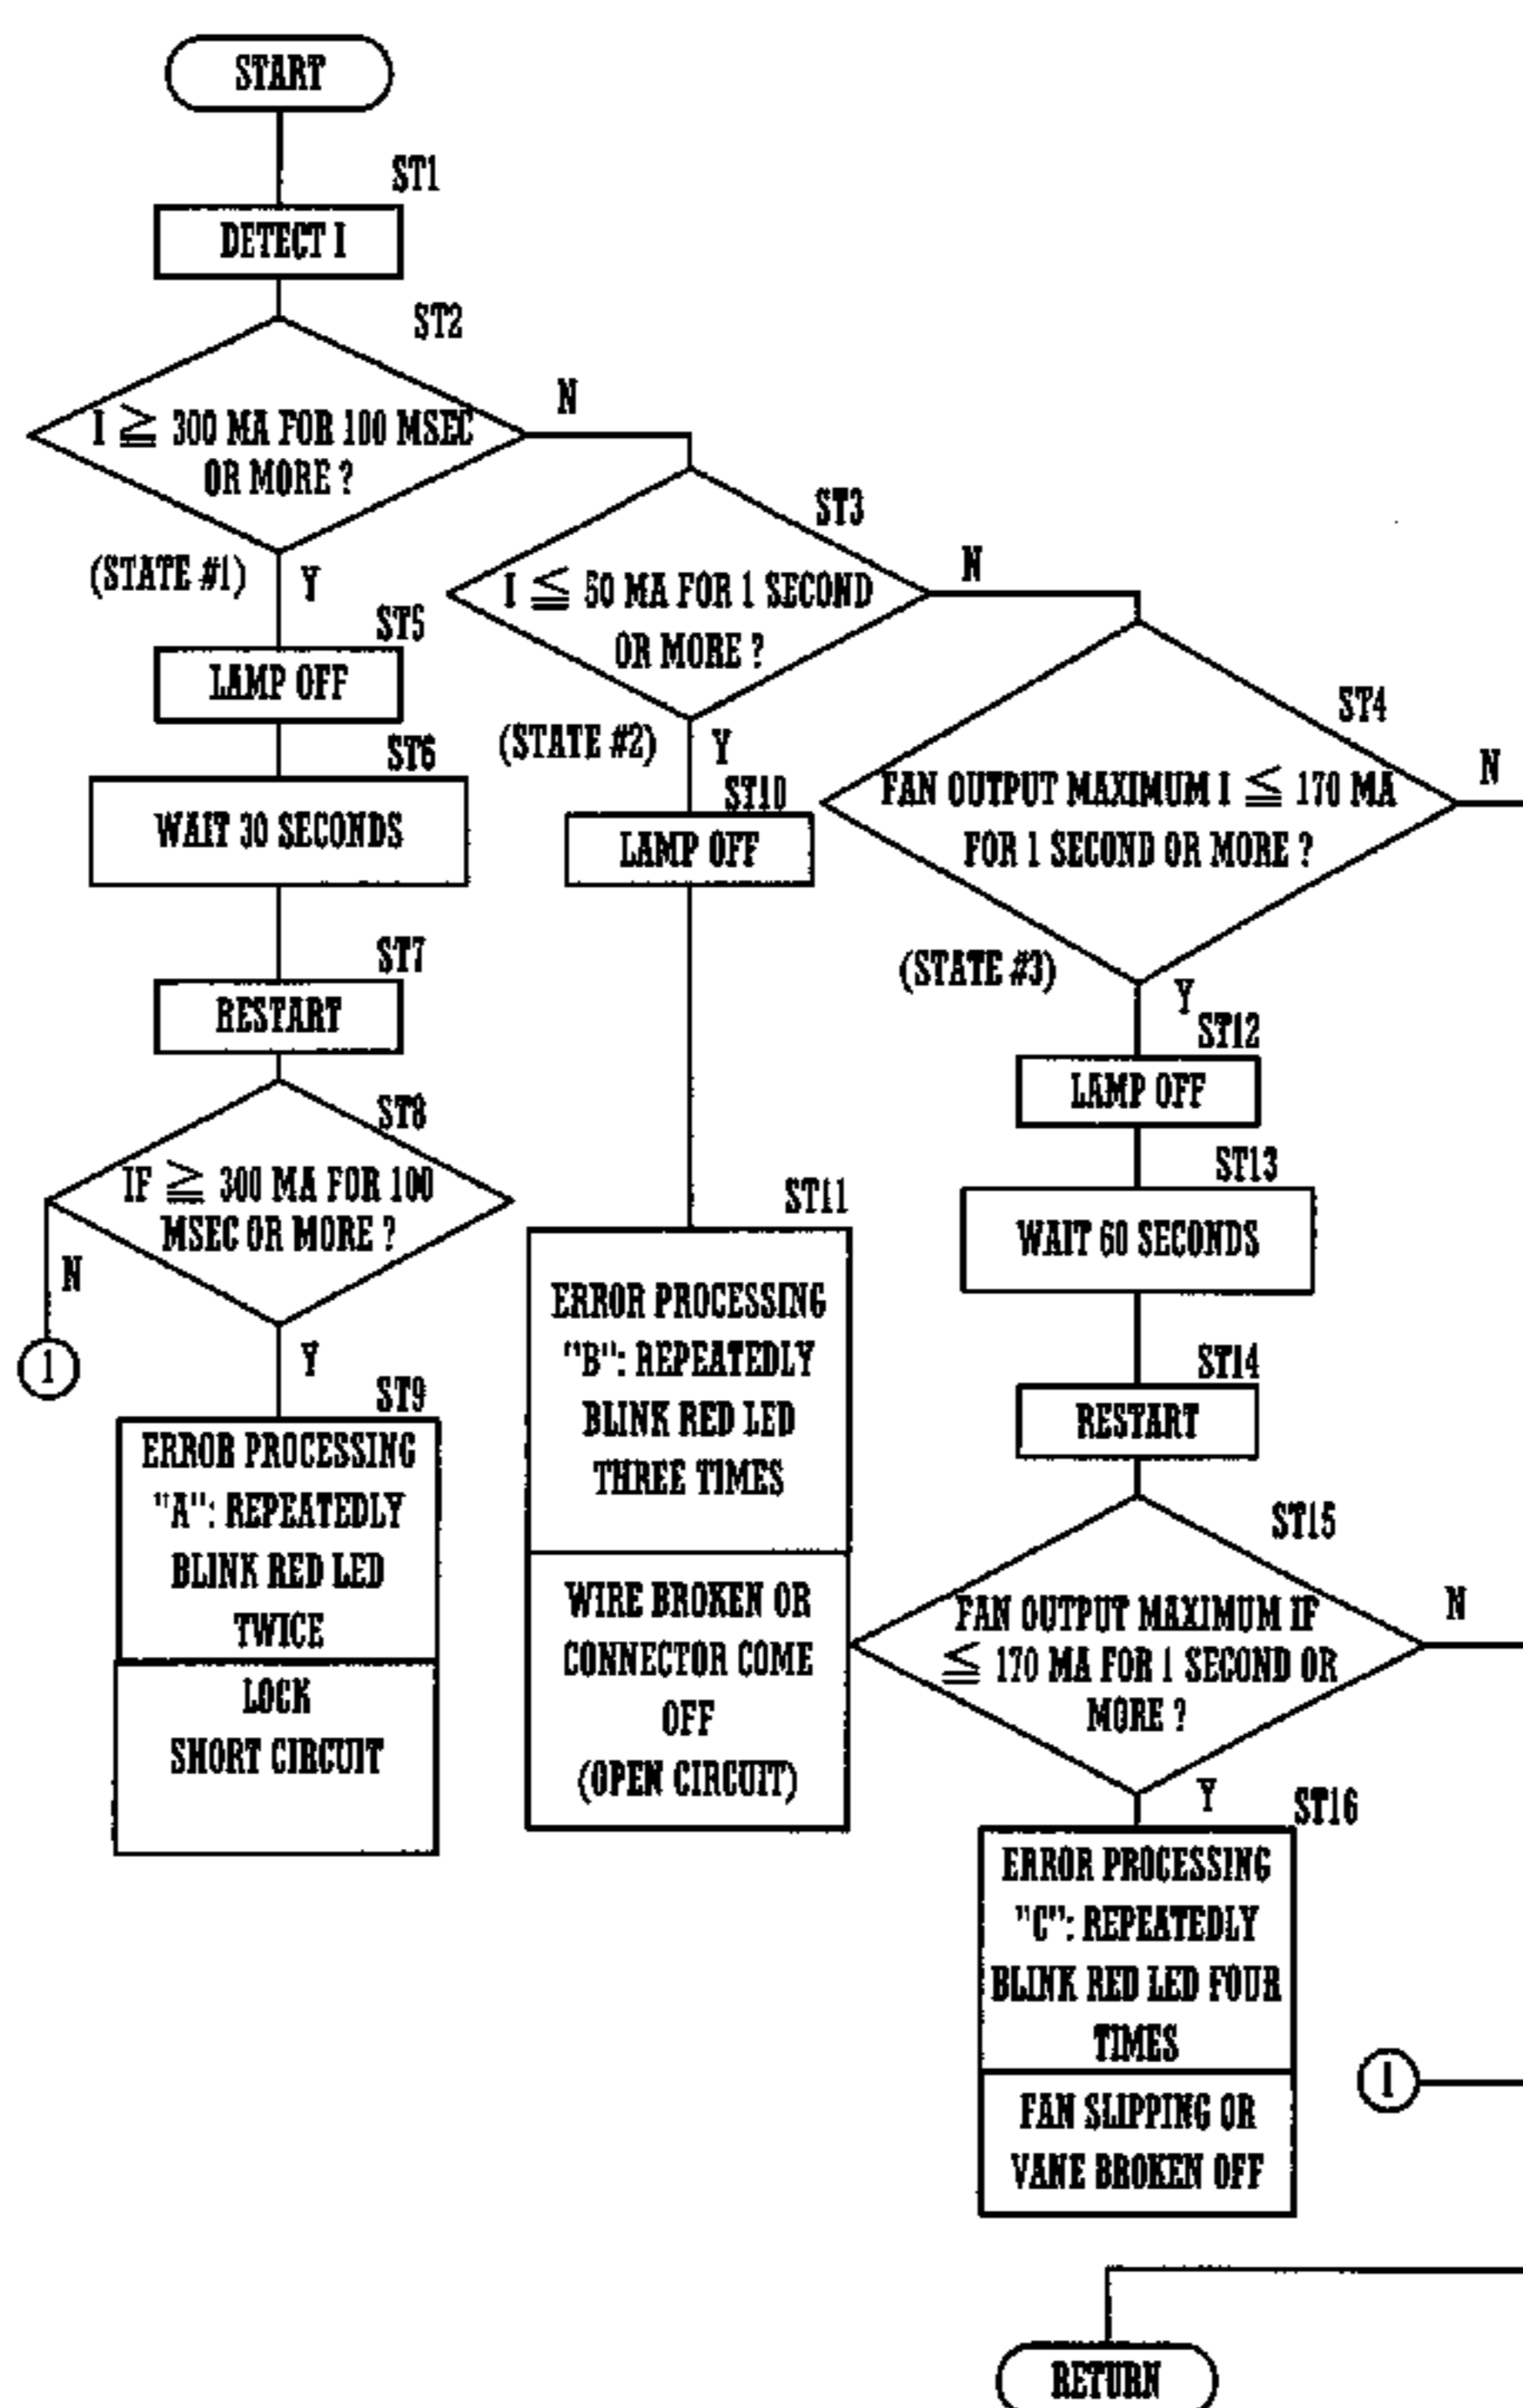 START
ST1
DETECT I
ST2
I ≧ 300 MA FOR 100 MSEC
OR MORE ?
N
(STATE #1)
Y
ST5
LAMP OFF
ST6
WAIT 30 SECONDS
ST7
RESTART
ST8
IF ≧ 300 MA FOR 100
MSEC OR MORE ?
N
1
Y
ST9
ERROR PROCESSING
"A": REPEATEDLY
BLINK RED LED
TWICE
LOCK
SHORT CIRCUIT
ST3
I ≦ 50 MA FOR 1 SECOND
OR MORE ?
N
(STATE #2)
Y
ST10
LAMP OFF
ST11
ERROR PROCESSING
"B": REPEATEDLY
BLINK RED LED
THREE TIMES
WIRE BROKEN OR
CONNECTOR COME
OFF
(OPEN CIRCUIT)
ST4
FAN OUTPUT MAXIMUM I ≦ 170 MA
FOR 1 SECOND OR MORE ?
N
(STATE #3)
Y
ST12
LAMP OFF
ST13
WAIT 60 SECONDS
ST14
RESTART
ST15
FAN OUTPUT MAXIMUM IF
≦ 170 MA FOR 1 SECOND OR
MORE ?
N
Y
ST16
ERROR PROCESSING
"C": REPEATEDLY
BLINK RED LED FOUR
TIMES
FAN SLIPPING OR
VANE BROKEN OFF
1
RETURN